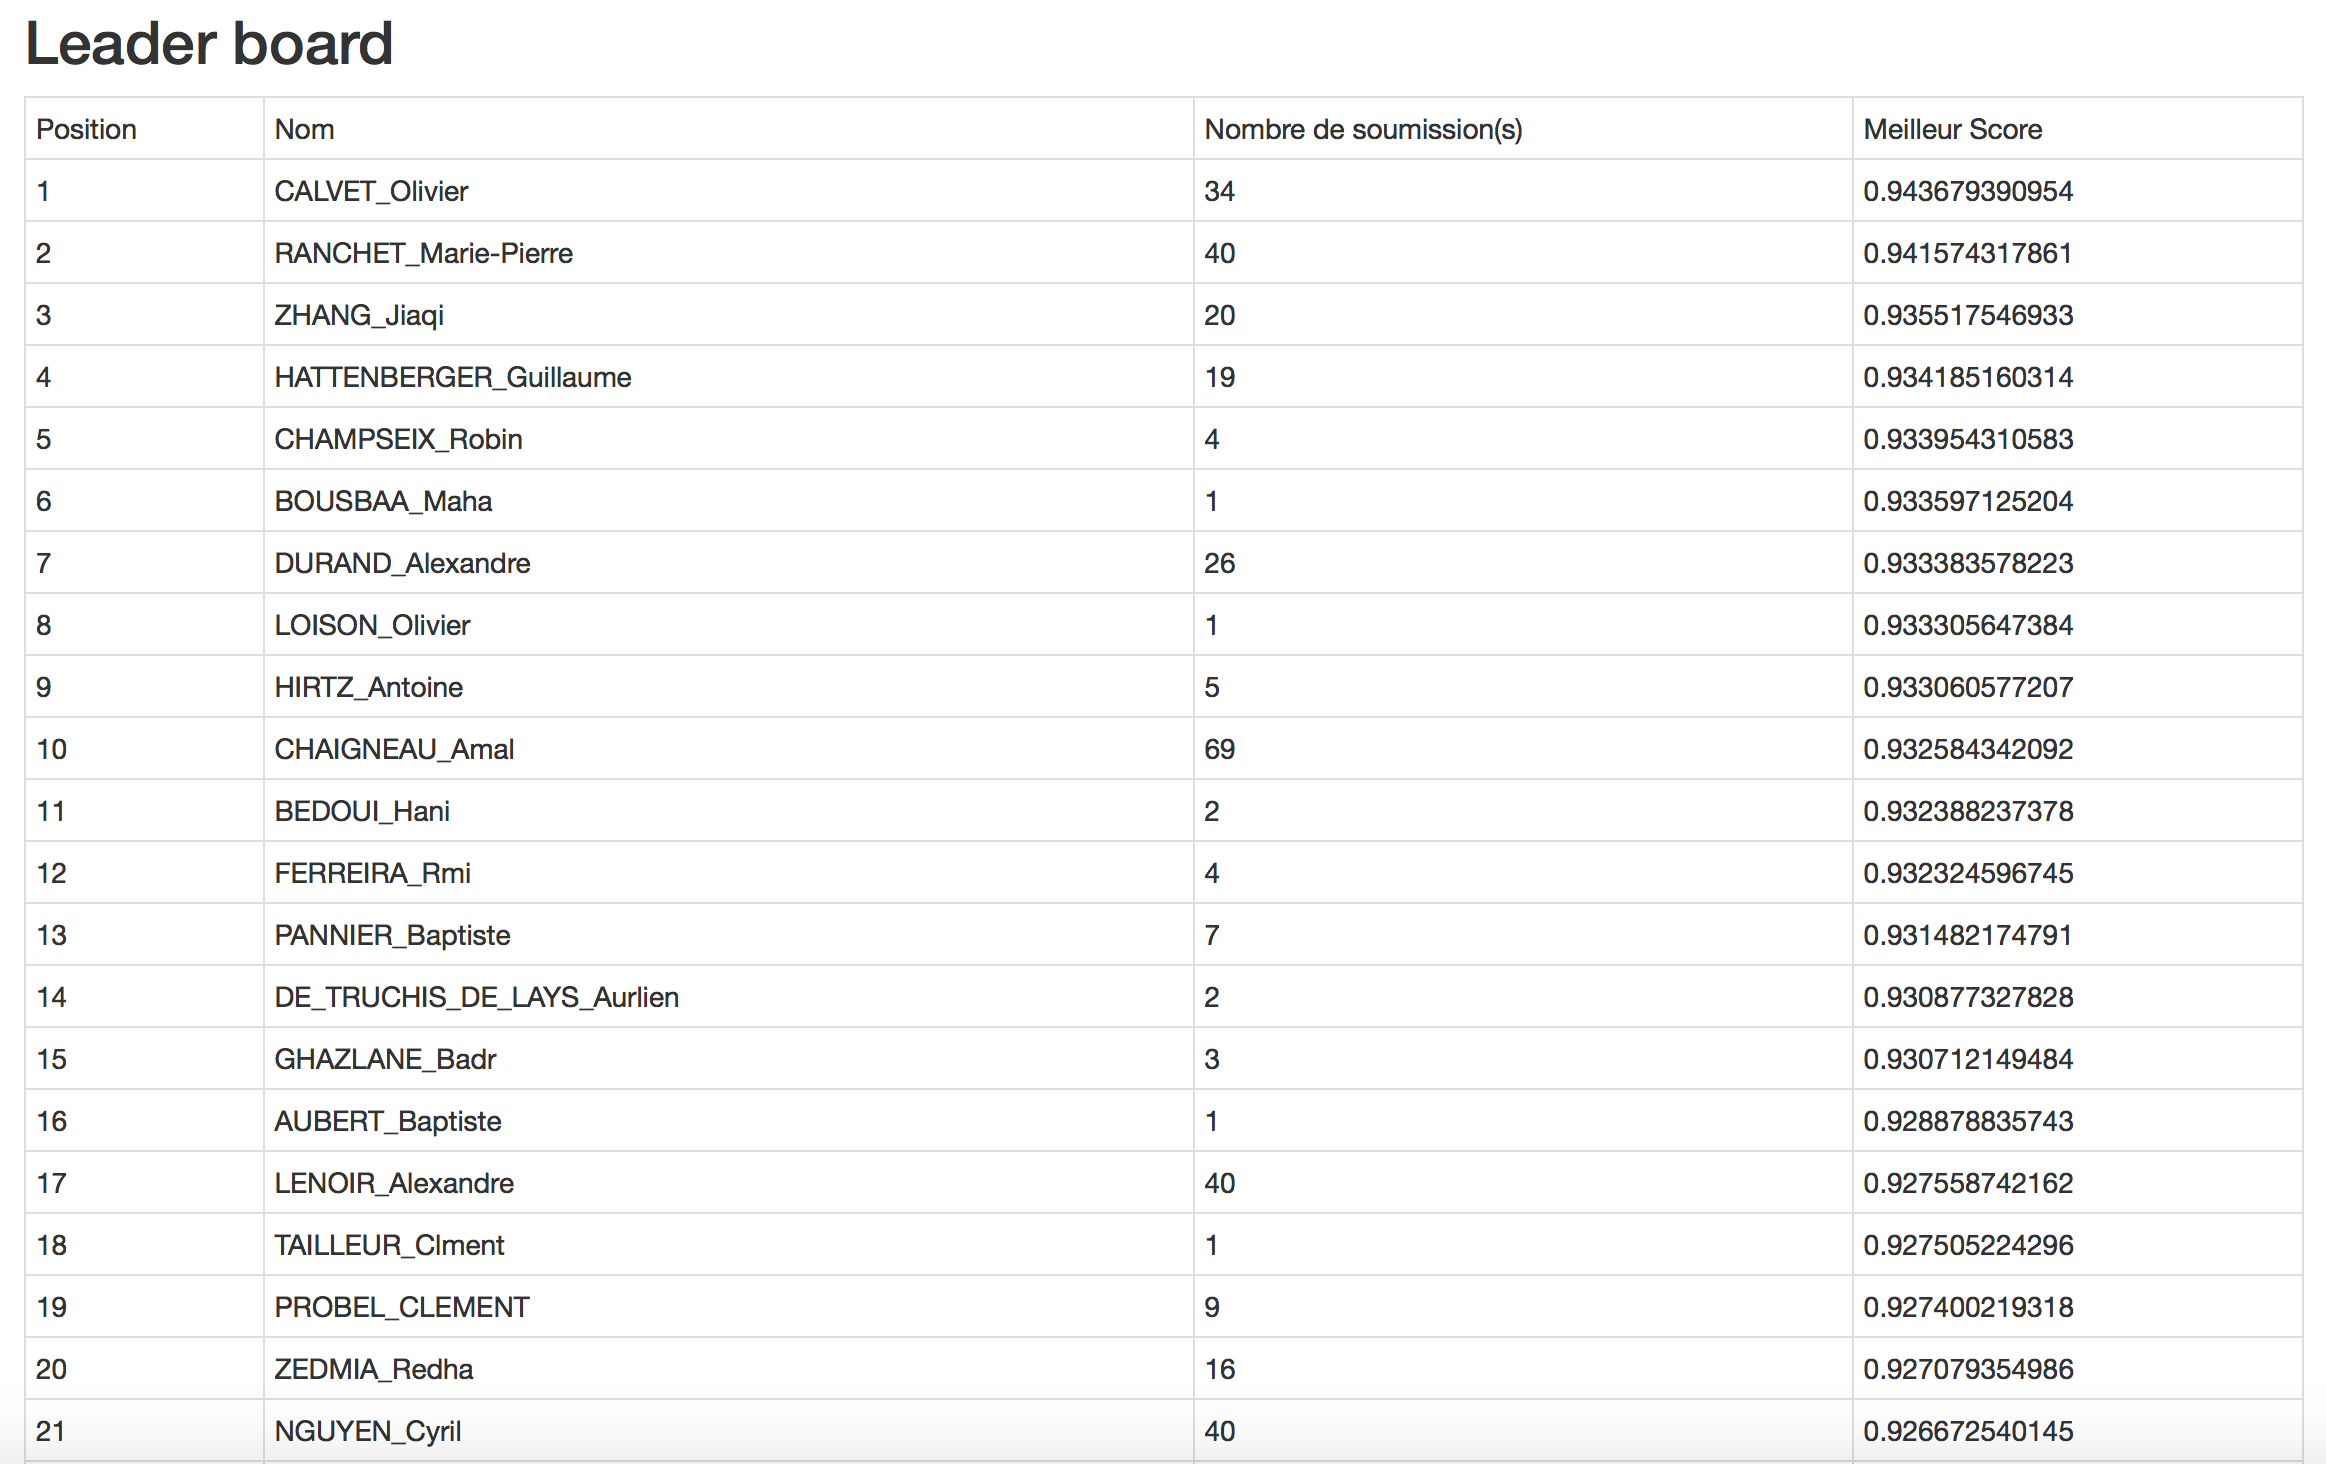 Leader board
Position Nom Nombre de soumission(s) Meilleur Score
1 CALVET_Olivier 34 0.943679390954
2 RANCHET_Marie-Pierre 40 0.941574317861
3 ZHANG_Jiaqi 20 0.935517546933
4 HATTENBERGER_Guillaume 19 0.934185160314
5 CHAMPSEIX_Robin 4 0.933954310583
6 BOUSBAA_Maha 1 0.933597125204
7 DURAND_Alexandre 26 0.933383578223
8 LOISON_Olivier 1 0.933305647384
9 HIRTZ_Antoine 5 0.933060577207
10 CHAIGNEAU_Amal 69 0.932584342092
11 BEDOUI_Hani 2 0.932388237378
12 FERREIRA_Rmi 4 0.932324596745
13 PANNIER_Baptiste 7 0.931482174791
14 DE_TRUCHIS_DE_LAYS_Aurlien 2 0.930877327828
15 GHAZLANE_Badr 3 0.930712149484
16 AUBERT_Baptiste 1 0.928878835743
17 LENOIR_Alexandre 40 0.927558742162
18 TAILLEUR_Clment 1 0.927505224296
19 PROBEL_CLEMENT 9 0.927400219318
20 ZEDMIA_Redha 16 0.927079354986
21 NGUYEN_Cyril 40 0.926672540145